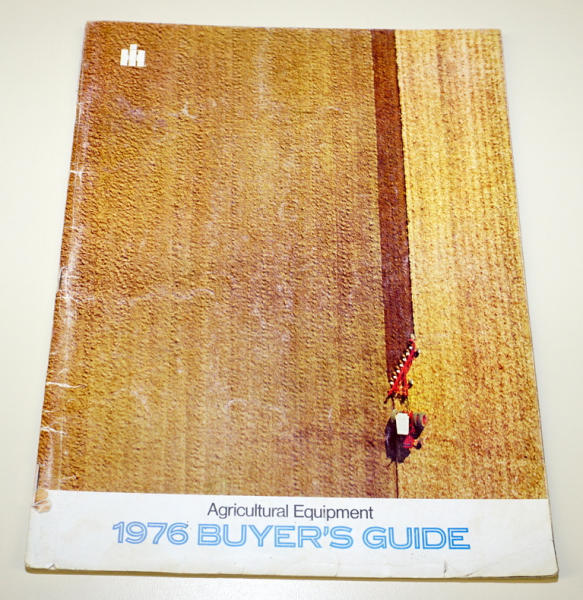 Agricultural Equipment
1976 BUYER'S GUIDE